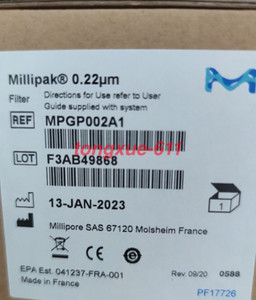 Millipak® 0.22µm
Filter
Directions for Use refer to User
Guide supplied with system
REF
MPGP002A1
tongxue-611
LOT
F3AB49868
13-JAN-2023
Millipore SAS 67120 Molsheim France
CE
EPA Est. 041237-FRA-001
Made in France
Rev. 09/20 0588
PF17726